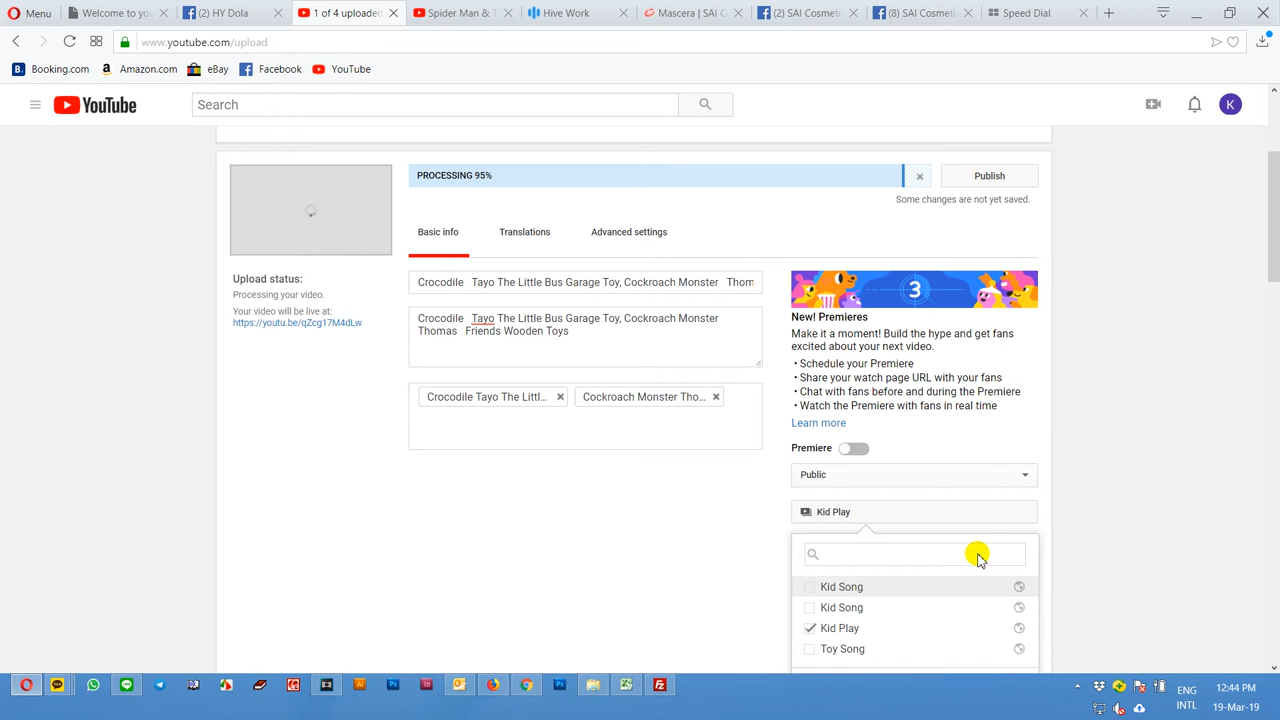 Menu
Welcome to yo
(2) HY Dola
1 of 4 uploaded
Spider Man & T
Hive Work
Mascera | SAI C
(2) SAI Cosmeti
(8) SAI Cosmeti
Speed Dial
www.youtube.com/upload
Booking.com
Amazon.com
eBay
Facebook
YouTube
YouTube
Search
K
PROCESSING 95%
Publish
Some changes are not yet saved.
Basic info
Translations
Advanced settings
Upload status:
Processing your video.
Your video will be live at:
https://youtu.be/qZcg17M4dLw
Crocodile Tayo The Little Bus Garage Toy, Cockroach Monster Thom
Crocodile Tayo The Little Bus Garage Toy, Cockroach Monster
Thomas Friends Wooden Toys
Crocodile Tayo The Littl...
Cockroach Monster Tho...
3
New! Premieres
Make it a moment! Build the hype and get fans
excited about your next video.
• Schedule your Premiere
• Share your watch page URL with your fans
• Chat with fans before and during the Premiere
• Watch the Premiere with fans in real time
Learn more
Premiere
Public
Kid Play
Kid Song
Kid Song
Kid Play
Toy Song
ENG
INTL
12:44 PM
19-Mar-19